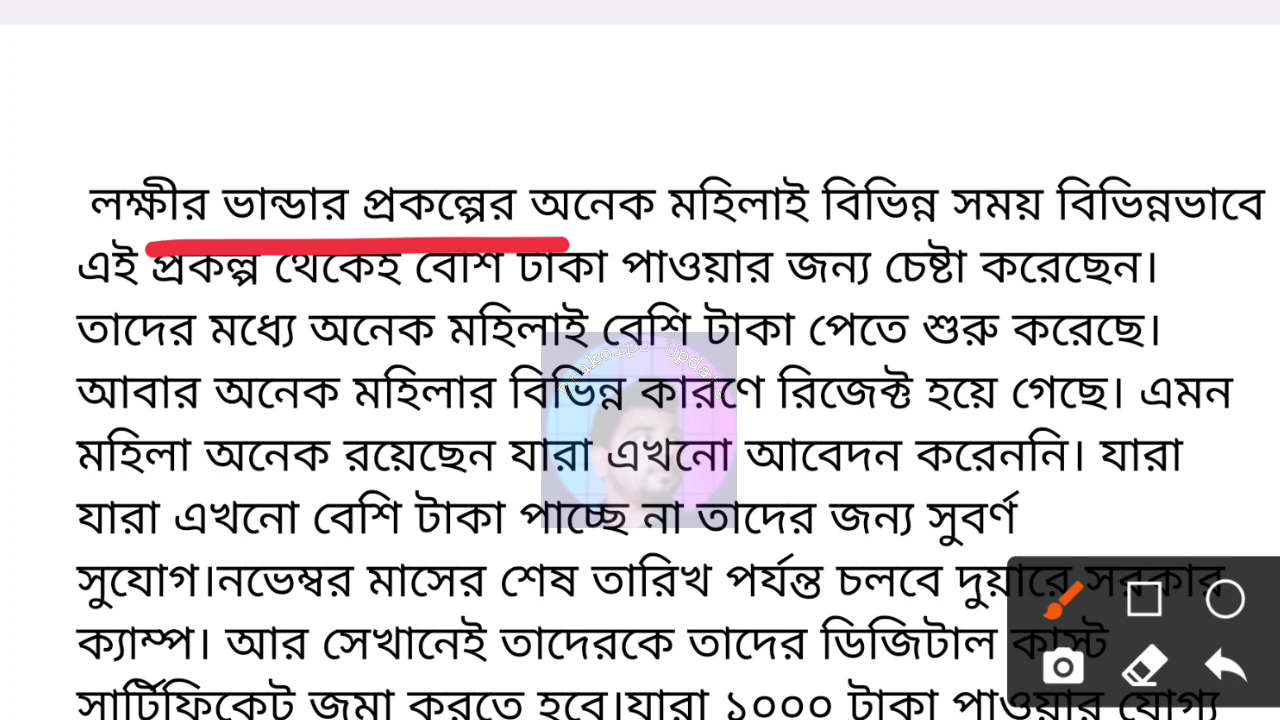 লক্ষীর ভান্ডার প্রকল্পের অনেক মহিলাই বিভিন্ন সময় বিভিন্নভাবে
এই প্রকল্প থেকেই বেশি টাকা পাওয়ার জন্য চেষ্টা করেছেন।
তাদের মধ্যে অনেক মহিলাই বেশি টাকা পেতে শুরু করেছে।
আবার অনেক মহিলার বিভিন্ন কারণে রিজেক্ট হয়ে গেছে। এমন
মহিলা অনেক রয়েছেন যারা এখনো আবেদন করেননি। যারা
যারা এখনো বেশি টাকা পাচ্ছে না তাদের জন্য সুবর্ণ
সুযোগ।নভেম্বর মাসের শেষ তারিখ পর্যন্ত চলবে দুয়ারে সরকার
ক্যাম্প। আর সেখানেই তাদেরকে তাদের ডিজিটাল কাস্ট
সার্টিফিকেট জমা করতে হবে।যারা ১০০০ টাকা পাওয়ার যোগ্য